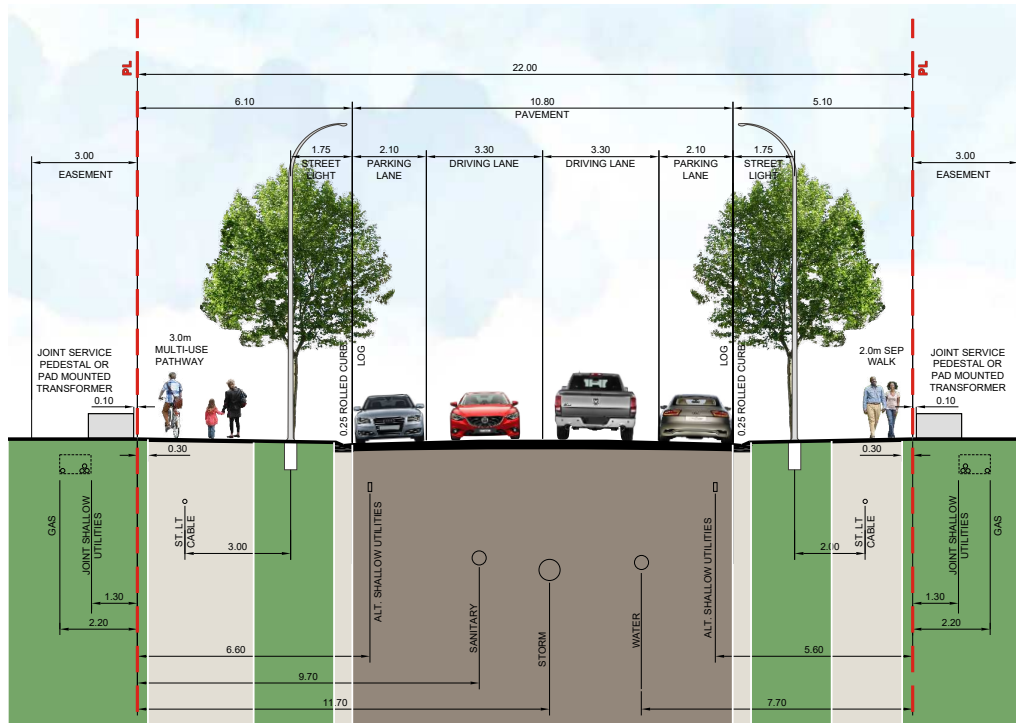 PL
PL
22.00
6.10
10.80
5.10
PAVEMENT
3.00
1.75
2.10
3.30
3.30
2.10
1.75
3.00
EASEMENT
STREET
LIGHT
PARKING
LANE
DRIVING LANE
DRIVING LANE
PARKING
LANE
STREET
LIGHT
EASEMENT
3.0m
MULTI-USE
PATHWAY
JOINT SERVICE
PEDESTAL OR
PAD MOUNTED
TRANSFORMER
0.10
0.25 ROLLED CURB
LOG
LOG
0.25 ROLLED CURB
2.0m SEP
WALK
JOINT SERVICE
PEDESTAL OR
PAD MOUNTED
TRANSFORMER
0.10
0.30
0.30
GAS
JOINT SHALLOW
UTILITIES
ST. LT
CABLE
3.00
ALT. SHALLOW UTILITIES
SANITARY
STORM
WATER
ALT. SHALLOW UTILITIES
2.00
ST. LT
CABLE
JOINT SHALLOW
UTILITIES
GAS
1.30
2.20
1.30
2.20
6.60
5.60
9.70
11.70
7.70